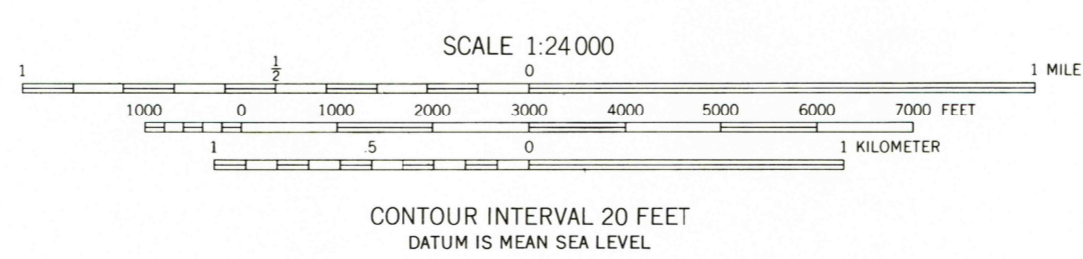 SCALE 1:24 000
1 1/2 0 1 MILE
1000 0 1000 2000 3000 4000 5000 6000 7000 FEET
1 .5 0 1 KILOMETER
CONTOUR INTERVAL 20 FEET
DATUM IS MEAN SEA LEVEL